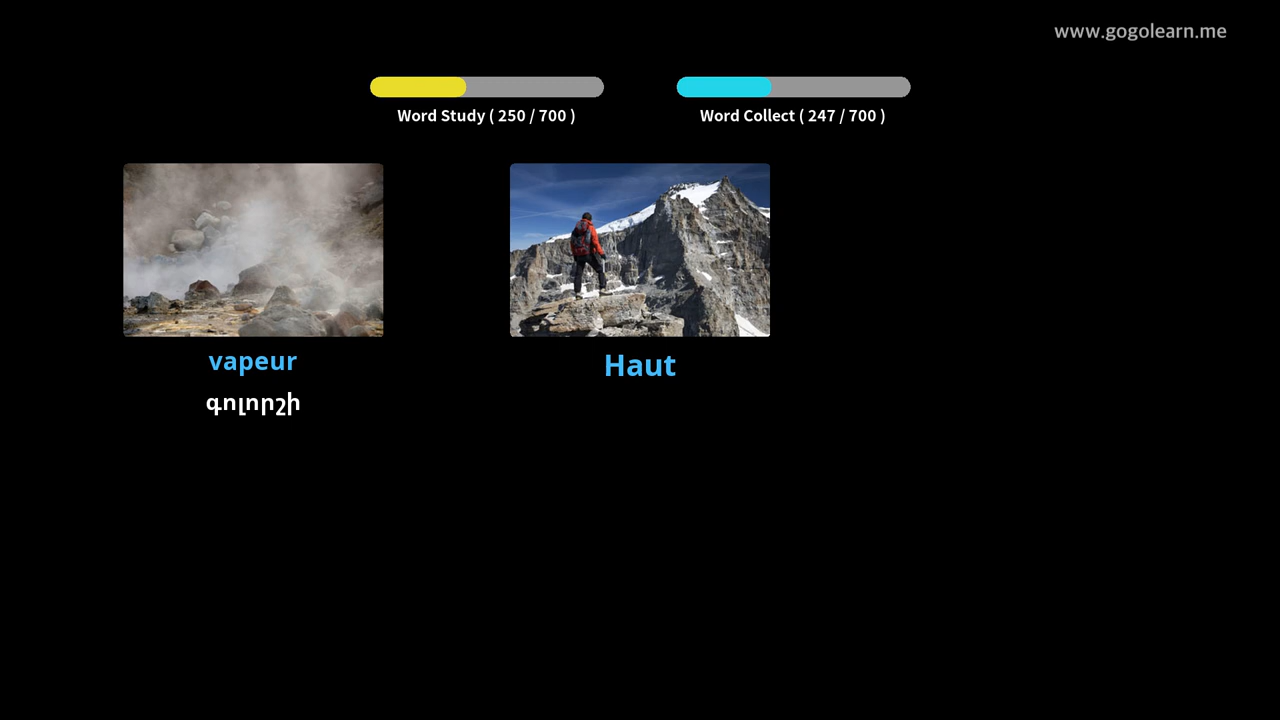 www.gogolearn.me
Word Study ( 250 / 700 )
Word Collect ( 247 / 700 )
vapeur
գոլորշի
Haut